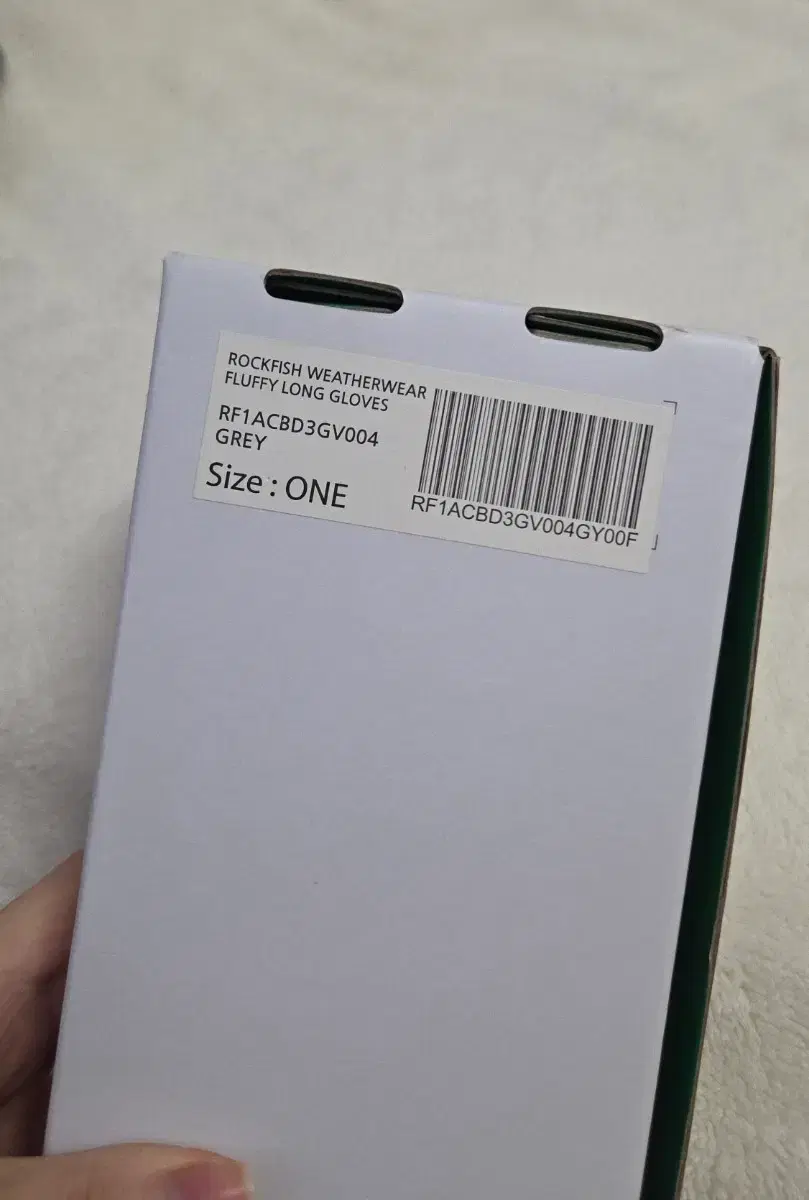 ROCKFISH WEATHERWEAR
FLUFFY LONG GLOVES
RF1ACBD3GV004
GREY
Size : ONE
RF1ACBD3GV004GY00F